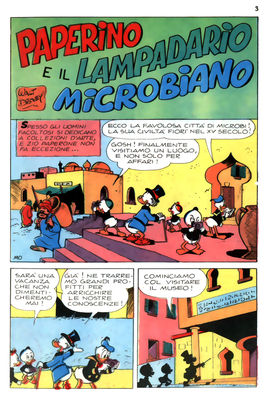 3
PAPERINO
E IL LAMPADARIO
MICROBIANO
WALT
DISNEY
SPESSO GLI UOMINI
FACOLTOSI SI DEDICANO
A COLLEZIONI D'ARTE,
E ZIO PAPERONE NON
FA ECCEZIONE...
ECCO LA FAVOLOSA CITTÀ DI MICROBI!
LA SUA CIVILTÀ FIORÌ NEL XV SECOLO!
GOSH! FINALMENTE
VISITIAMO UN LUOGO,
E NON SOLO PER
AFFARI!
SARÀ UNA
VACANZA
CHE NON
DIMENTI-
CHEREMO
MAI!
GIÀ! NE TRARRE-
MO GRANDI PRO-
FITTI PER
ARRICCHIRE
LE NOSTRE
CONOSCENZE!
COMINCIAMO
COL VISITARE
IL MUSEO!